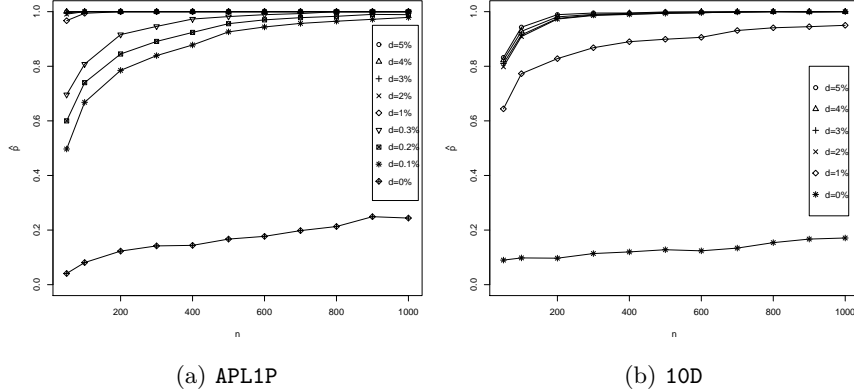 1.0
0.8
0.6
0.4
0.2
0.0
p̂
200
400
600
800
1000
n
d=5%
d=4%
d=3%
d=2%
d=1%
d=0.3%
d=0.2%
d=0.1%
d=0%
(a) APL1P
1.0
0.8
0.6
0.4
0.2
0.0
p̂
200
400
600
800
1000
n
d=5%
d=4%
d=3%
d=2%
d=1%
d=0%
(b) 10D